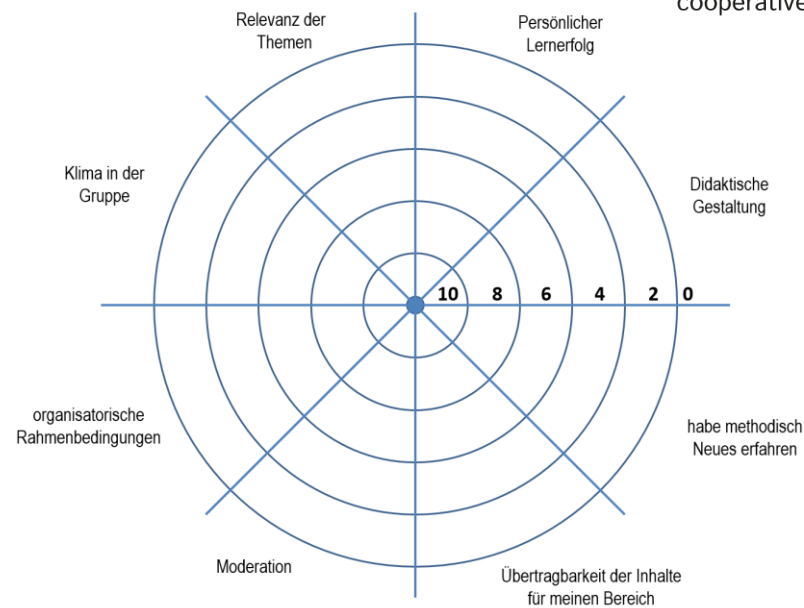 cooperative
Relevanz der
Themen
Persönlicher
Lernerfolg
Klima in der
Gruppe
Didaktische
Gestaltung
10 8 6 4 2 0
organisatorische
Rahmenbedingungen
habe methodisch
Neues erfahren
Moderation
Übertragbarkeit der Inhalte
für meinen Bereich